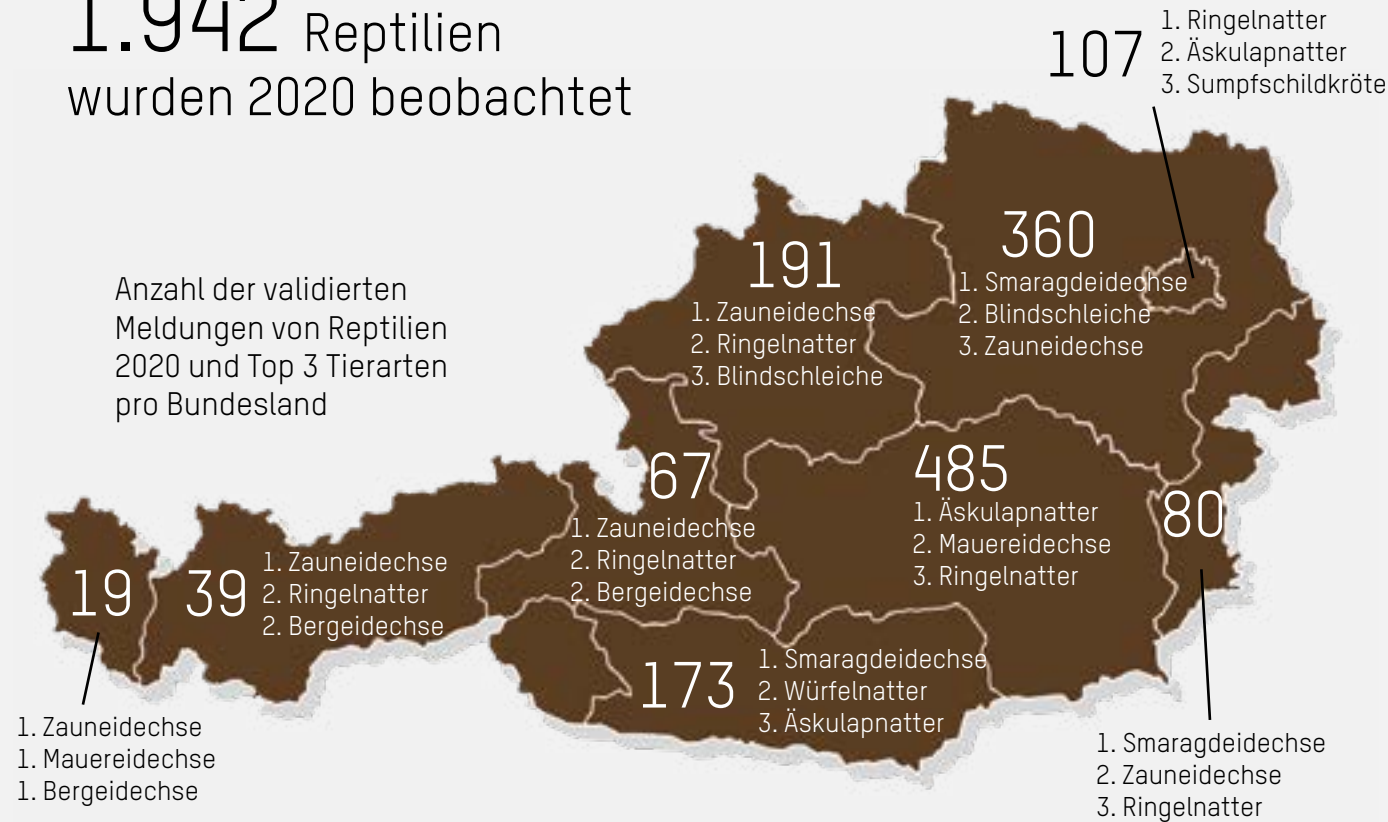 1.942 Reptilien
wurden 2020 beobachtet
107
1. Ringelnatter
2. Äskulapnatter
3. Sumpfschildkröte
Anzahl der validierten
Meldungen von Reptilien
2020 und Top 3 Tierarten
pro Bundesland
191
1. Zauneidechse
2. Ringelnatter
3. Blindschleiche
360
1. Smaragdeidechse
2. Blindschleiche
3. Zauneidechse
67
1. Zauneidechse
2. Ringelnatter
2. Bergeidechse
485
1. Äskulapnatter
2. Mauereidechse
3. Ringelnatter
80
1. Smaragdeidechse
2. Zauneidechse
3. Ringelnatter
19
1. Zauneidechse
1. Mauereidechse
1. Bergeidechse
39
1. Zauneidechse
2. Ringelnatter
2. Bergeidechse
173
1. Smaragdeidechse
2. Würfelnatter
3. Äskulapnatter